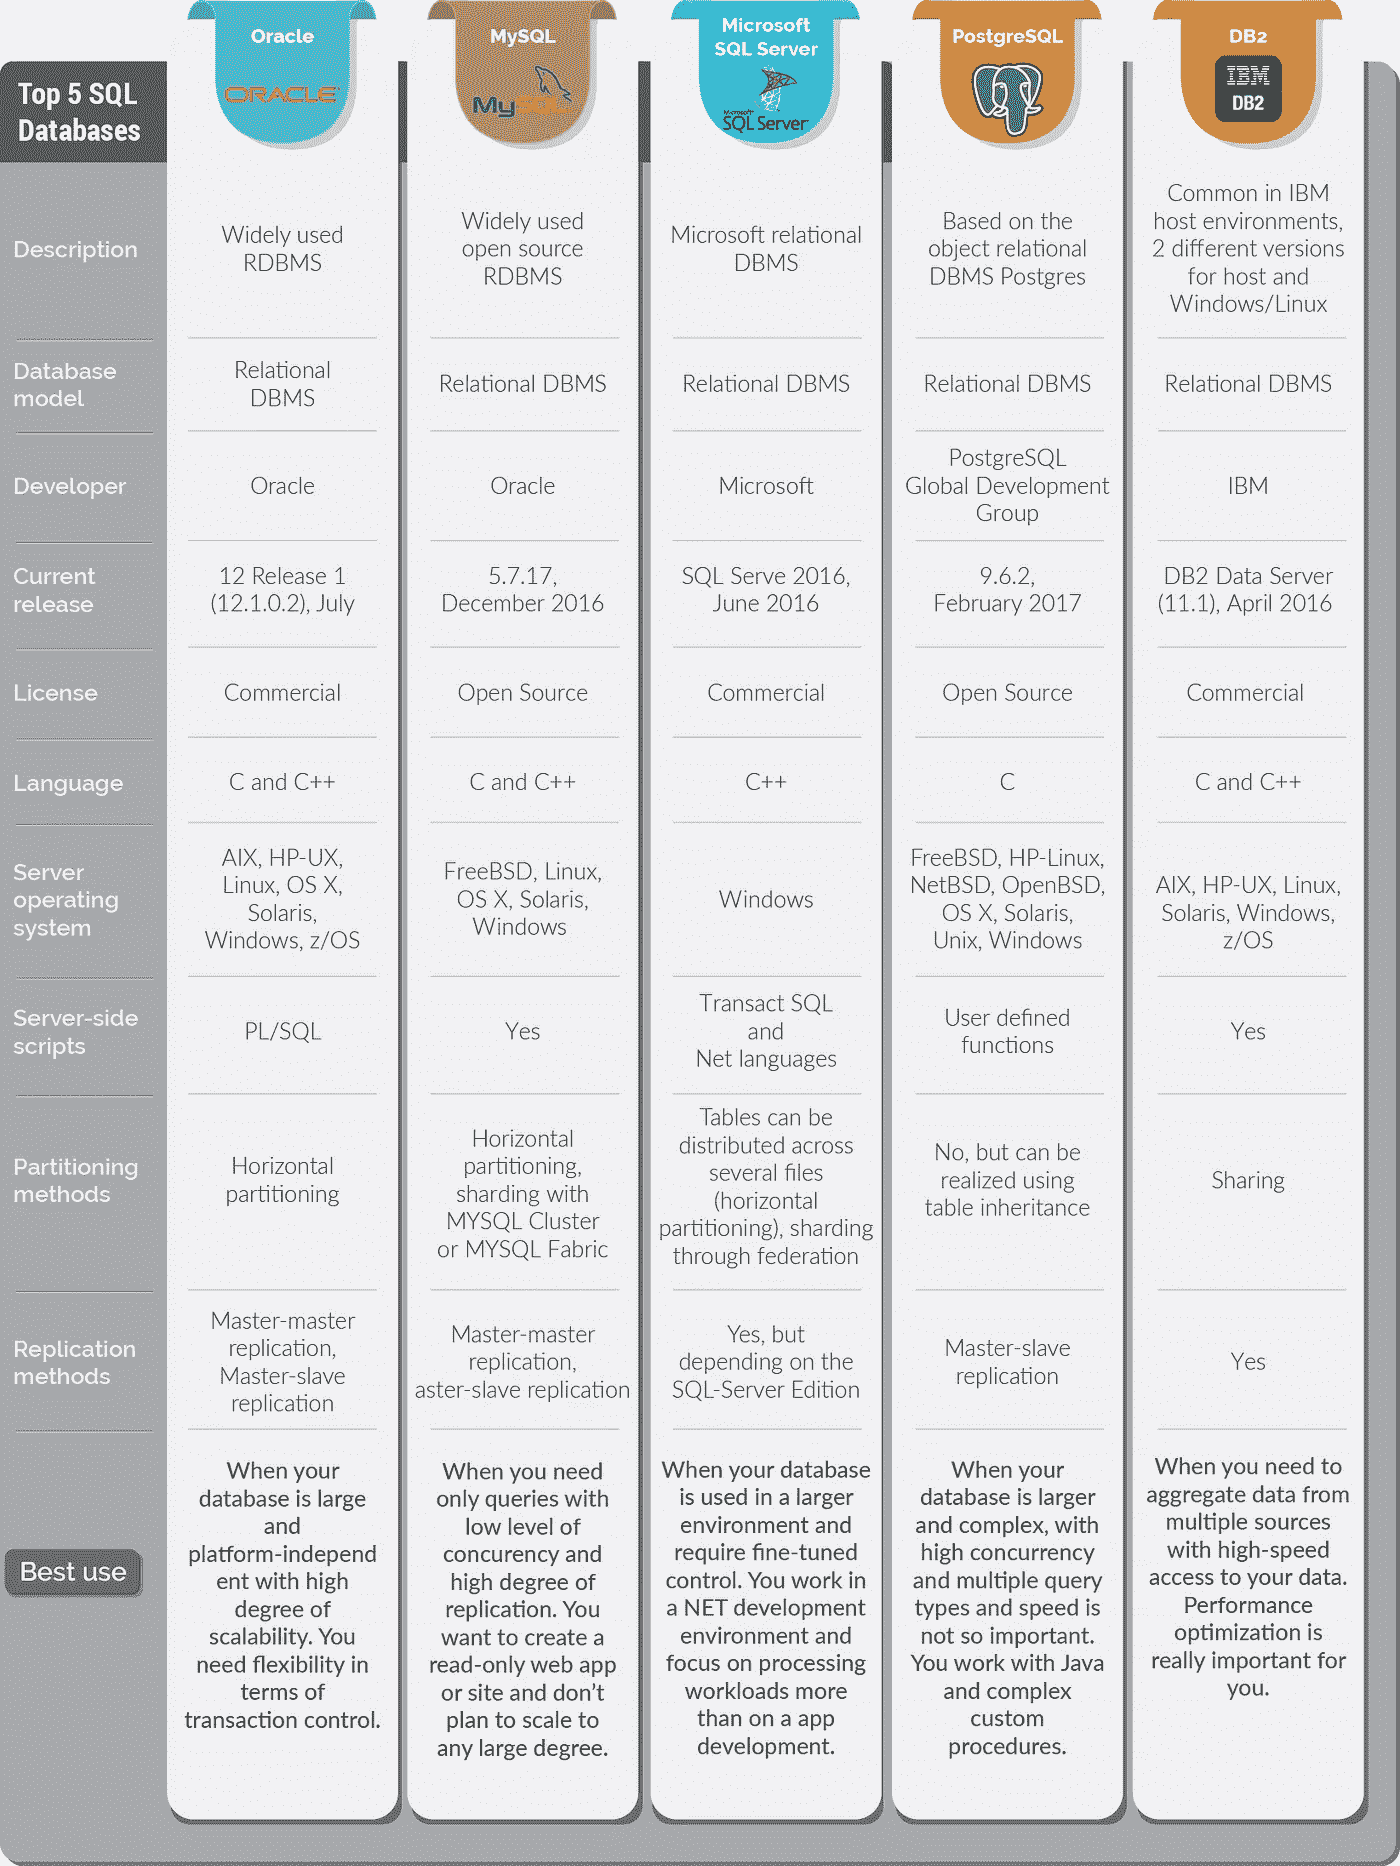 Oracle
ORACLE
MySQL
My
Microsoft
SQL Server
Microsoft
SQL Server
PostgreSQL
DB2
IBM
DB2
Top 5 SQL
Databases
Description
Widely used
RDBMS
Widely used
open source
RDBMS
Microsoft relational
DBMS
Based on the
object relational
DBMS Postgres
Common in IBM
host environments,
2 different versions
for host and
Windows/Linux
Database
model
Relational
DBMS
Relational DBMS
Relational DBMS
Relational DBMS
Relational DBMS
Developer
Oracle
Oracle
Microsoft
PostgreSQL
Global Development
Group
IBM
Current
release
12 Release 1
(12.1.0.2), July
5.7.17,
December 2016
SQL Serve 2016,
June 2016
9.6.2,
February 2017
DB2 Data Server
(11.1), April 2016
License
Commercial
Open Source
Commercial
Open Source
Commercial
Language
C and C++
C and C++
C++
C
C and C++
Server
operating
system
AIX, HP-UX,
Linux, OS X,
Solaris,
Windows, z/OS
FreeBSD, Linux,
OS X, Solaris,
Windows
Windows
FreeBSD, HP-Linux,
NetBSD, OpenBSD,
OS X, Solaris,
Unix, Windows
AIX, HP-UX, Linux,
Solaris, Windows,
z/OS
Server-side
scripts
PL/SQL
Yes
Transact SQL
and
Net languages
User defined
functions
Yes
Partitioning
methods
Horizontal
partitioning
Horizontal
partitioning,
sharding with
MYSQL Cluster
or MYSQL Fabric
Tables can be
distributed across
several files
(horizontal
partitioning), sharding
through federation
No, but can be
realized using
table inheritance
Sharing
Replication
methods
Master-master
replication,
Master-slave
replication
Master-master
replication,
aster-slave replication
Yes, but
depending on the
SQL-Server Edition
Master-slave
replication
Yes
Best use
When your
database is large
and
platform-independ
ent with high
degree of
scalability. You
need flexibility in
terms of
transaction control.
When you need
only queries with
low level of
concurency and
high degree of
replication. You
want to create a
read-only web app
or site and don't
plan to scale to
any large degree.
When your database
is used in a larger
environment and
require fine-tuned
control. You work in
a NET development
environment and
focus on processing
workloads more
than on a app
development.
When your
database is larger
and complex, with
high concurrency
and multiple query
types and speed is
not so important.
You work with Java
and complex
custom
procedures.
When you need to
aggregate data from
multiple sources
with high-speed
access to your data.
Performance
optimization is
really important for
you.